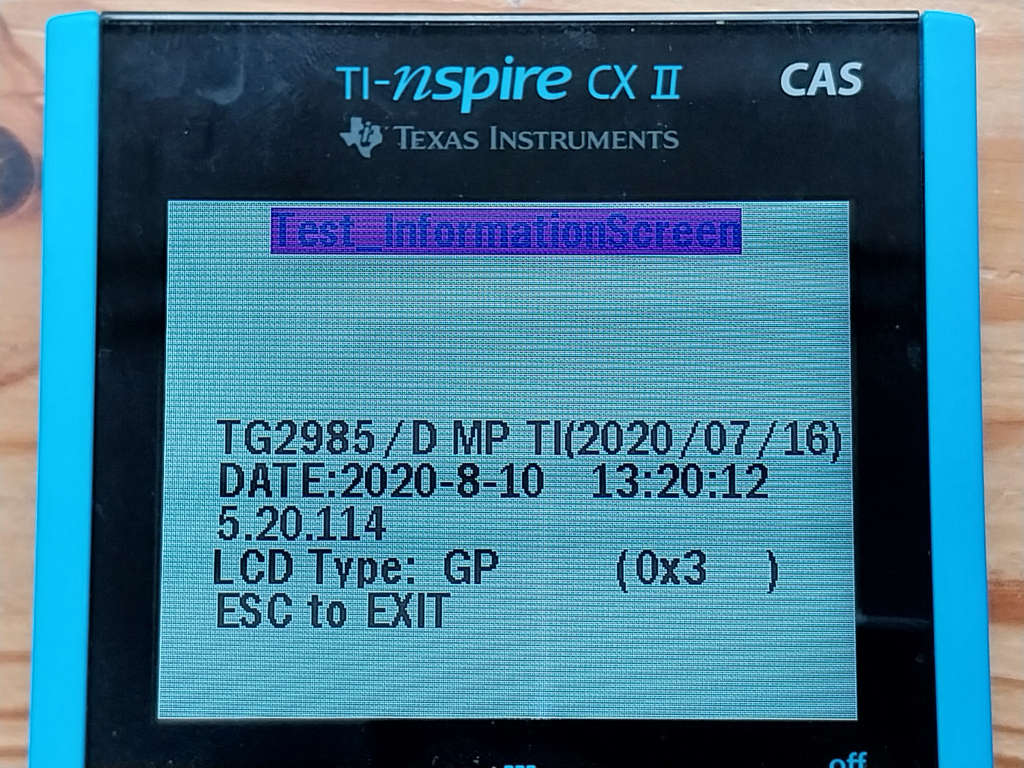 TI-nspire CX II CAS
TEXAS INSTRUMENTS
Test_InformationScreen
TG2985/D MP TI(2020/07/16)
DATE:2020-8-10 13:20:12
5.20.114
LCD Type: GP (0x3 )
ESC to EXIT
off